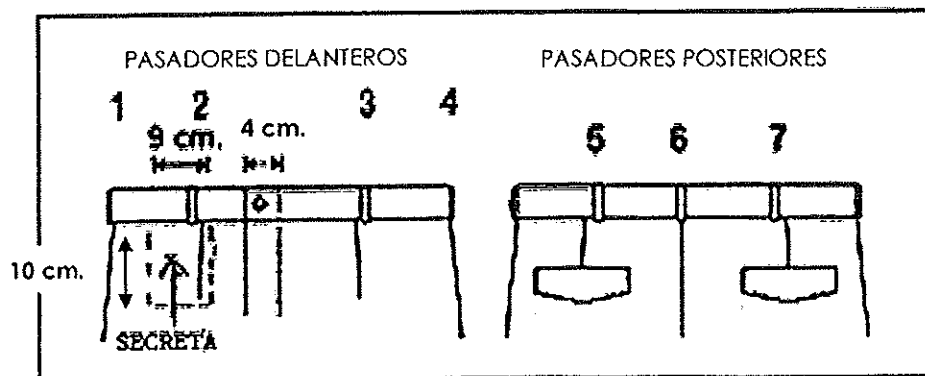 PASADORES DELANTEROS
PASADORES POSTERIORES
1 2 3 4
9 cm. 4 cm.
5 6 7
10 cm.
SECRETA